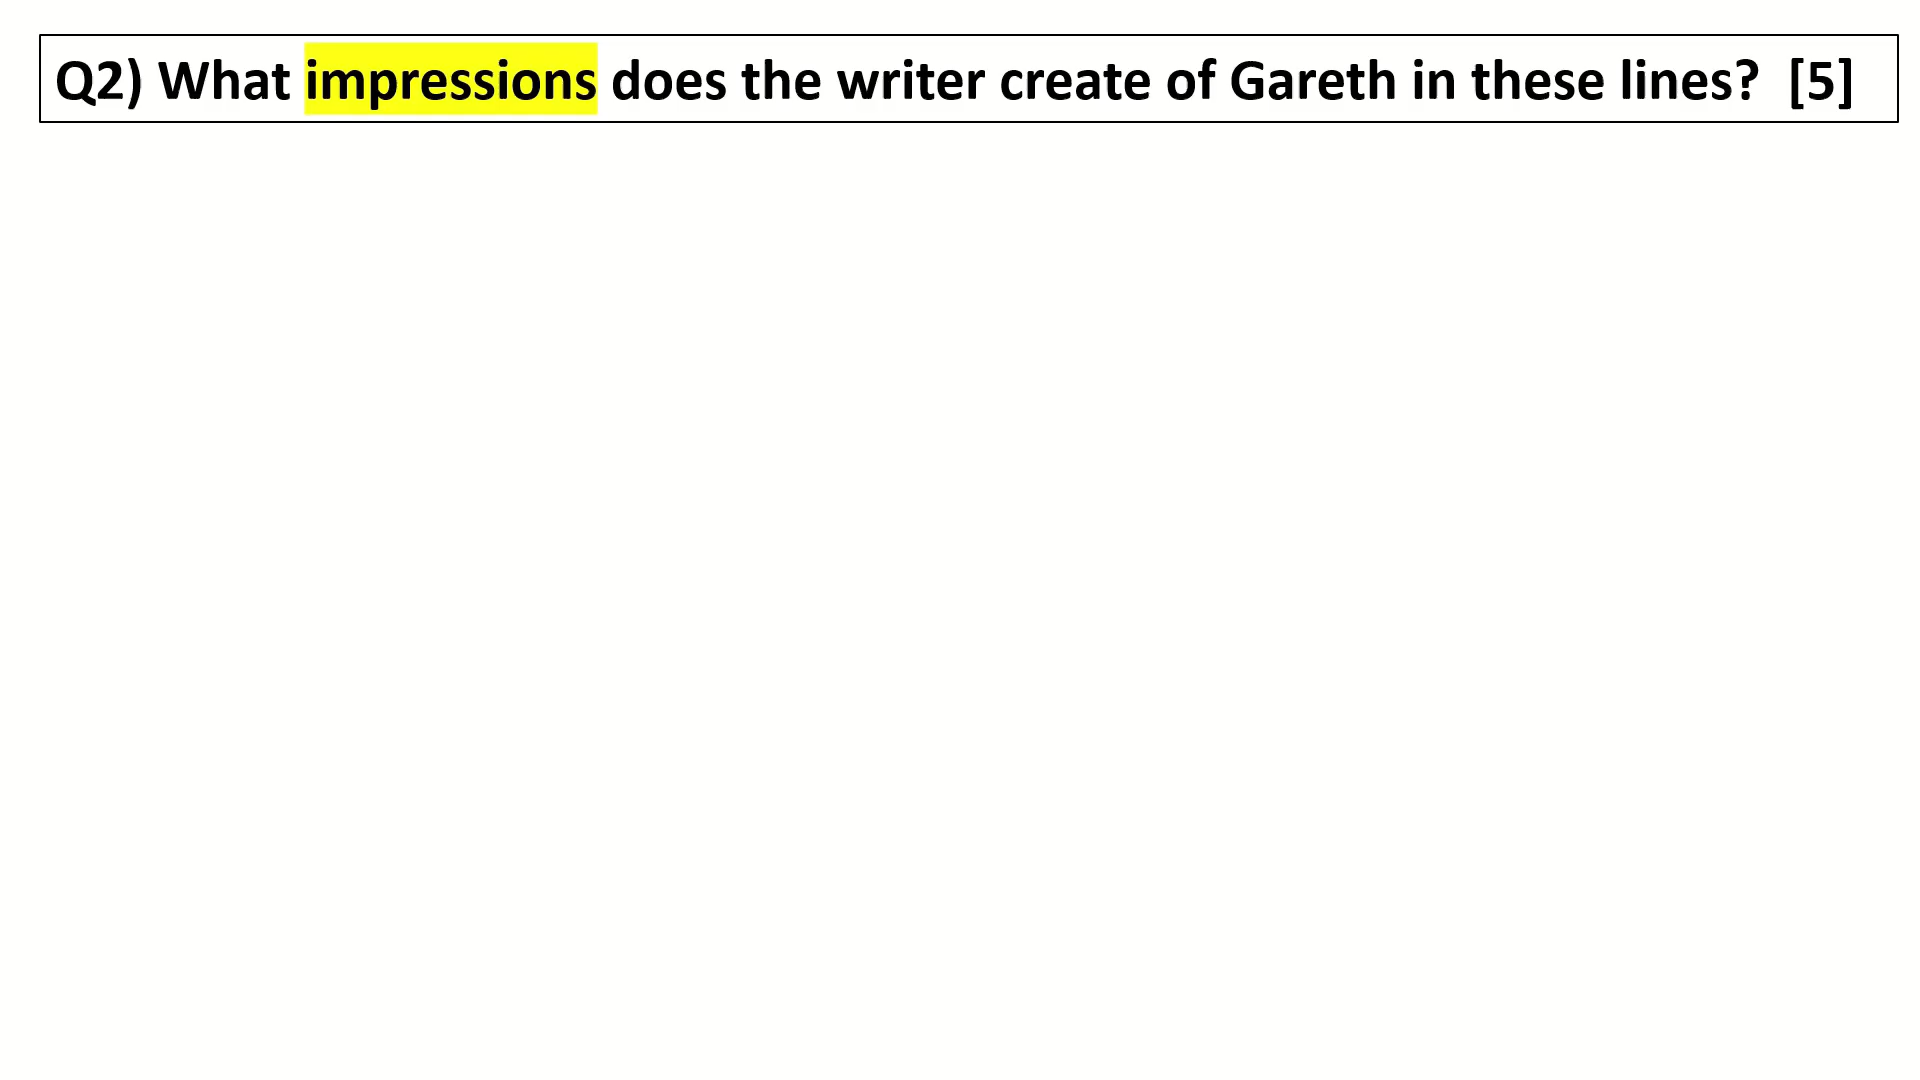 Q2) What impressions does the writer create of Gareth in these lines? [5]